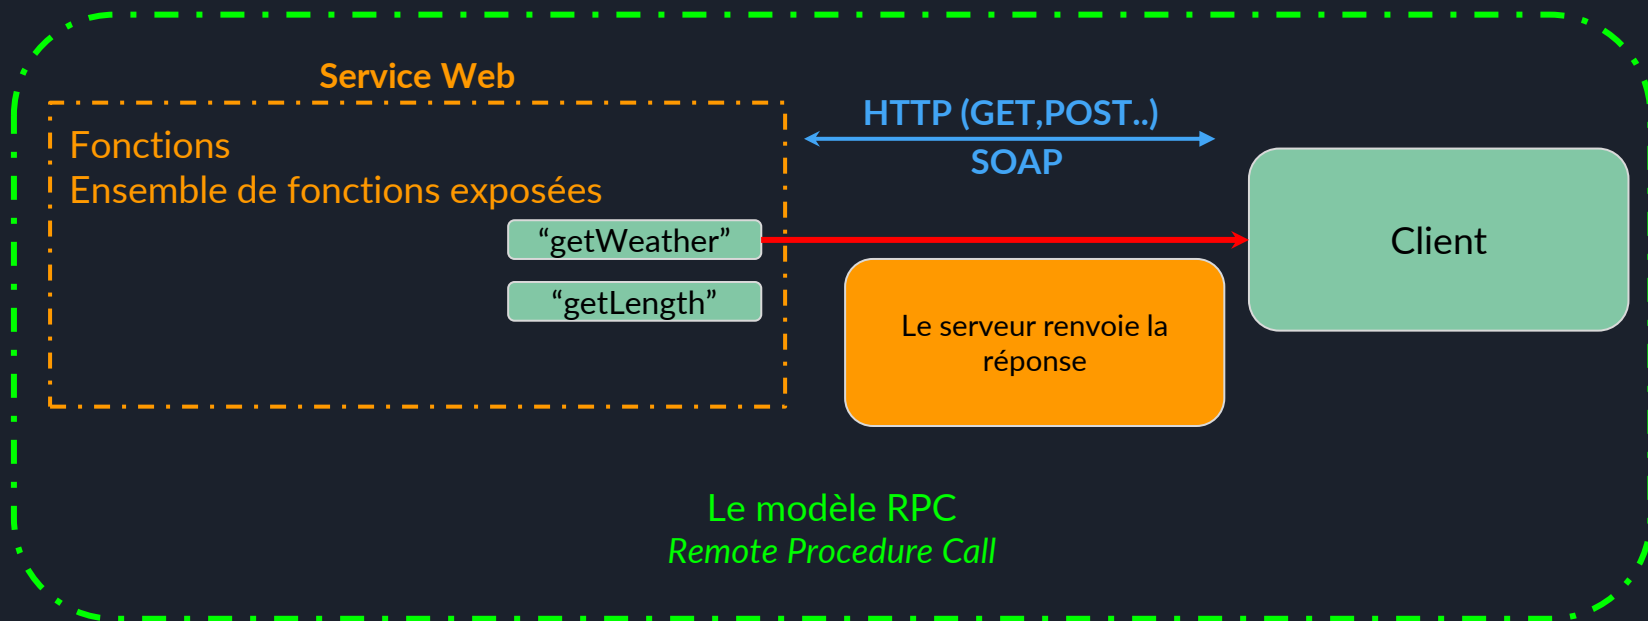 Service Web
Fonctions
Ensemble de fonctions exposées
“getWeather”
“getLength”
HTTP (GET,POST..)
SOAP
Client
Le serveur renvoie la
réponse
Le modèle RPC
Remote Procedure Call